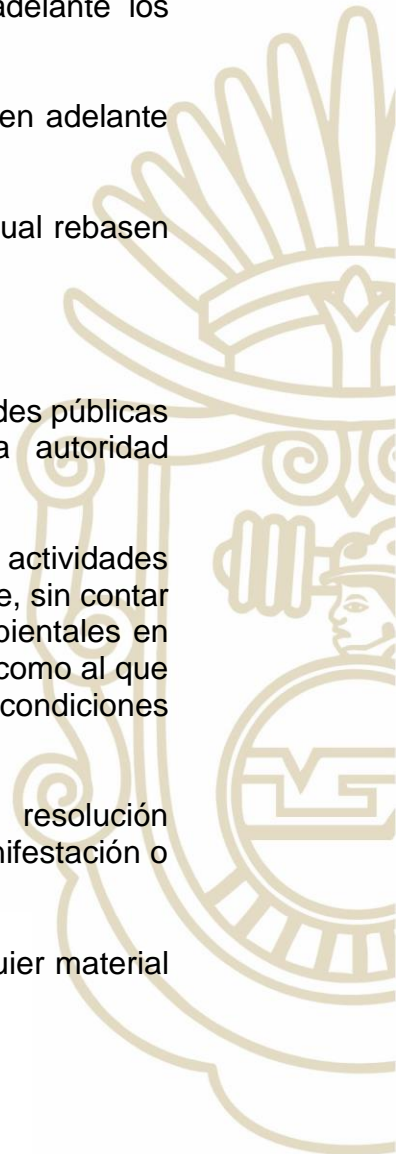 adelante los
en adelante
ual rebasen
des públicas
a autoridad
actividades
e, sin contar
bientales en
como al que
condiciones
resolución
nifestación o
uier material